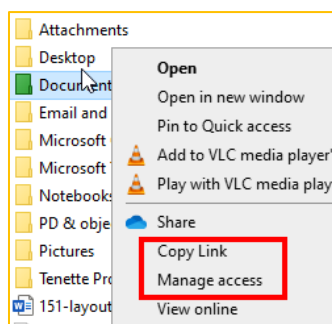 Attachments
Desktop
Document
Email and
Microsoft
Microsoft
Notebooks
PD & obje
Pictures
Tenette Pro
151-layout
Open
Open in new window
Pin to Quick access
Add to VLC media player'
Play with VLC media play
Share
Copy Link
Manage access
View online